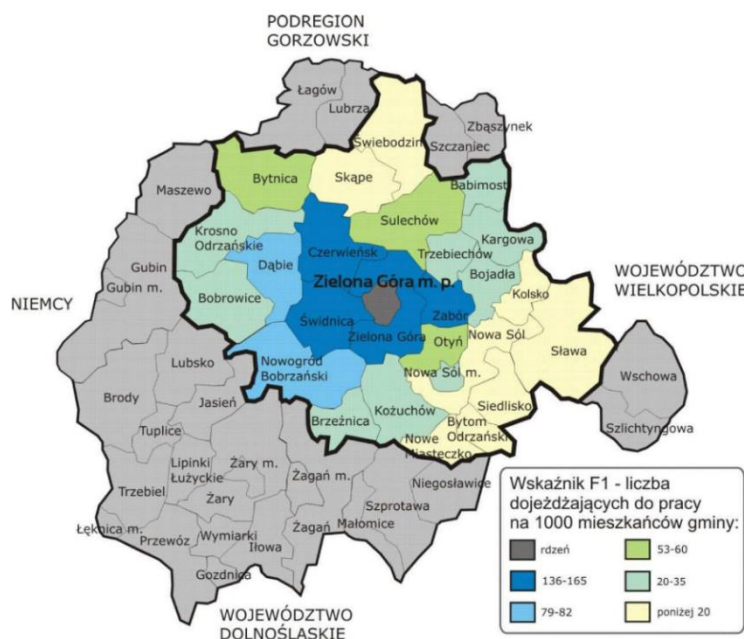 PODREGION
GORZOWSKI
Łagów
Lubrza
Zbąszynek
Świebodzin
Szczaniec
Maszewo
Bytnica
Skąpe
Babimost
Sulechów
Krosno
Odrzańskie
Czerwieńsk
Trzebiechów
Kargowa
Gubin
Dąbie
Bojadła
WOJEWÓDZTWO
WIELKOPOLSKIE
Zielona Góra m. p.
NIEMCY
Gubin m.
Bobrowice
Kolsko
Zabór
Świdnica
Zielona Góra
Otyń
Nowa Sól
Sława
Lubsko
Nowogród
Bobrzański
Nowa Sól m.
Wschowa
Brody
Jasień
Siedlisko
Brzeźnica
Kożuchów
Szlichtyngowa
Tuplice
Bytom
Odrzański
Nowe
Miasteczko
Lipinki
Łużyckie
Żary m.
Żagań m.
Niegosławice
Trzebiel
Żary
Szprotawa
Łęknica m.
Przewóz
Wymiarki
Żagań
Małomice
Iłowa
Gozdnica
WOJEWÓDZTWO
DOLNOŚLĄSKIE
Wskaźnik F1 - liczba
dojeżdżających do pracy
na 1000 mieszkańców gminy:
rdzeń
53-60
136-165
20-35
79-82
poniżej 20